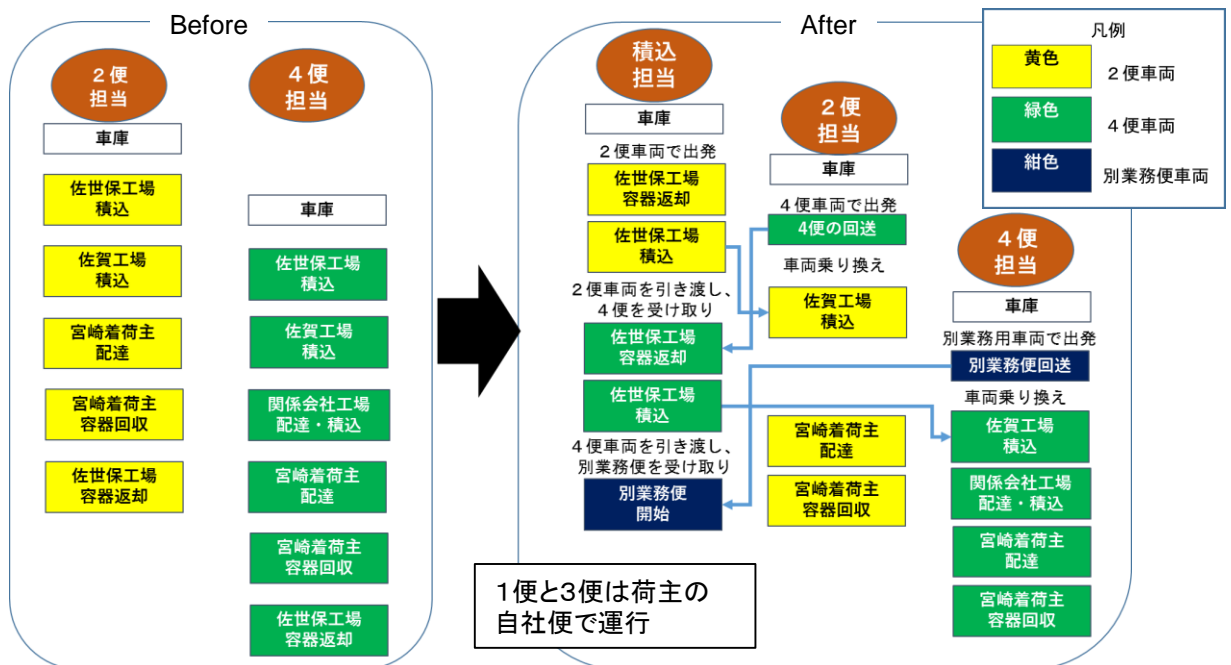 Before
２便
担当
車庫
佐世保工場
積込
佐賀工場
積込
宮崎着荷主
配達
宮崎着荷主
容器回収
佐世保工場
容器返却
４便
担当
車庫
佐世保工場
積込
佐賀工場
積込
関係会社工場
配達・積込
宮崎着荷主
配達
宮崎着荷主
容器回収
佐世保工場
容器返却
After
積込
担当
車庫
２便車両で出発
佐世保工場
容器返却
佐世保工場
積込
２便車両を引き渡し、
４便を受け取り
佐世保工場
容器返却
佐世保工場
積込
４便車両を引き渡し、
別業務便を受け取り
別業務便
開始
２便
担当
車庫
４便車両で出発
4便の回送
車両乗り換え
佐賀工場
積込
宮崎着荷主
配達
宮崎着荷主
容器回収
４便
担当
車庫
別業務用車両で出発
別業務便回送
車両乗り換え
佐賀工場
積込
関係会社工場
配達・積込
宮崎着荷主
配達
宮崎着荷主
容器回収
凡例
黄色
２便車両
緑色
４便車両
紺色
別業務便車両
１便と３便は荷主の
自社便で運行